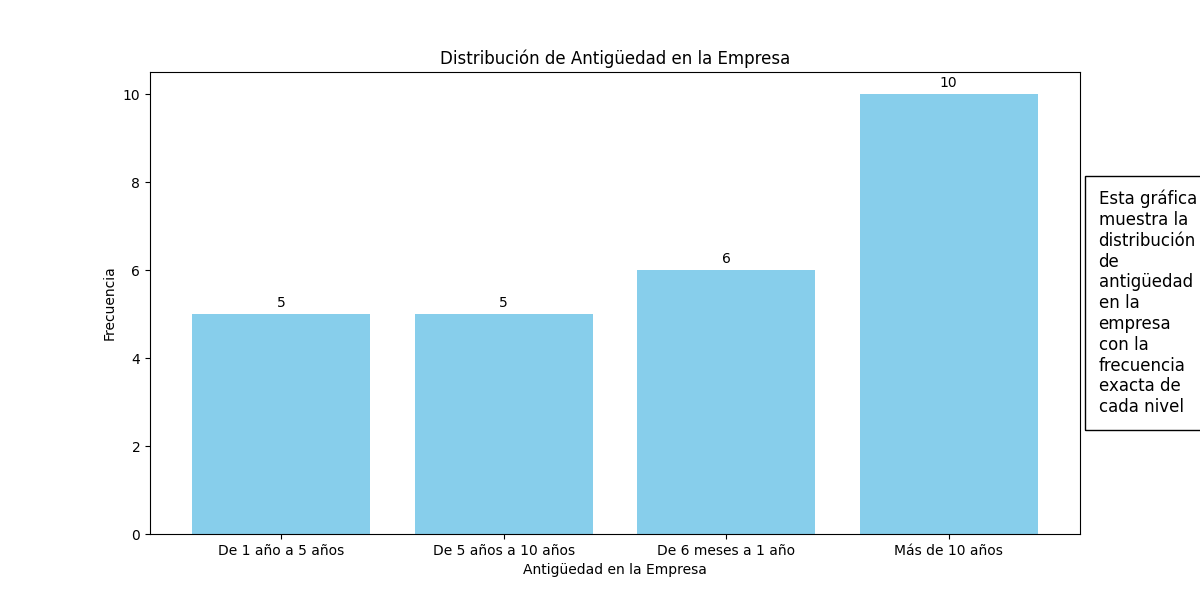 Distribución de Antigüedad en la Empresa
10
8
6
4
2
0
Frecuencia
5
5
6
10
De 1 año a 5 años
De 5 años a 10 años
De 6 meses a 1 año
Más de 10 años
Antigüedad en la Empresa
Esta gráfica
muestra la
distribución
de
antigüedad
en la
empresa
con la
frecuencia
exacta de
cada nivel